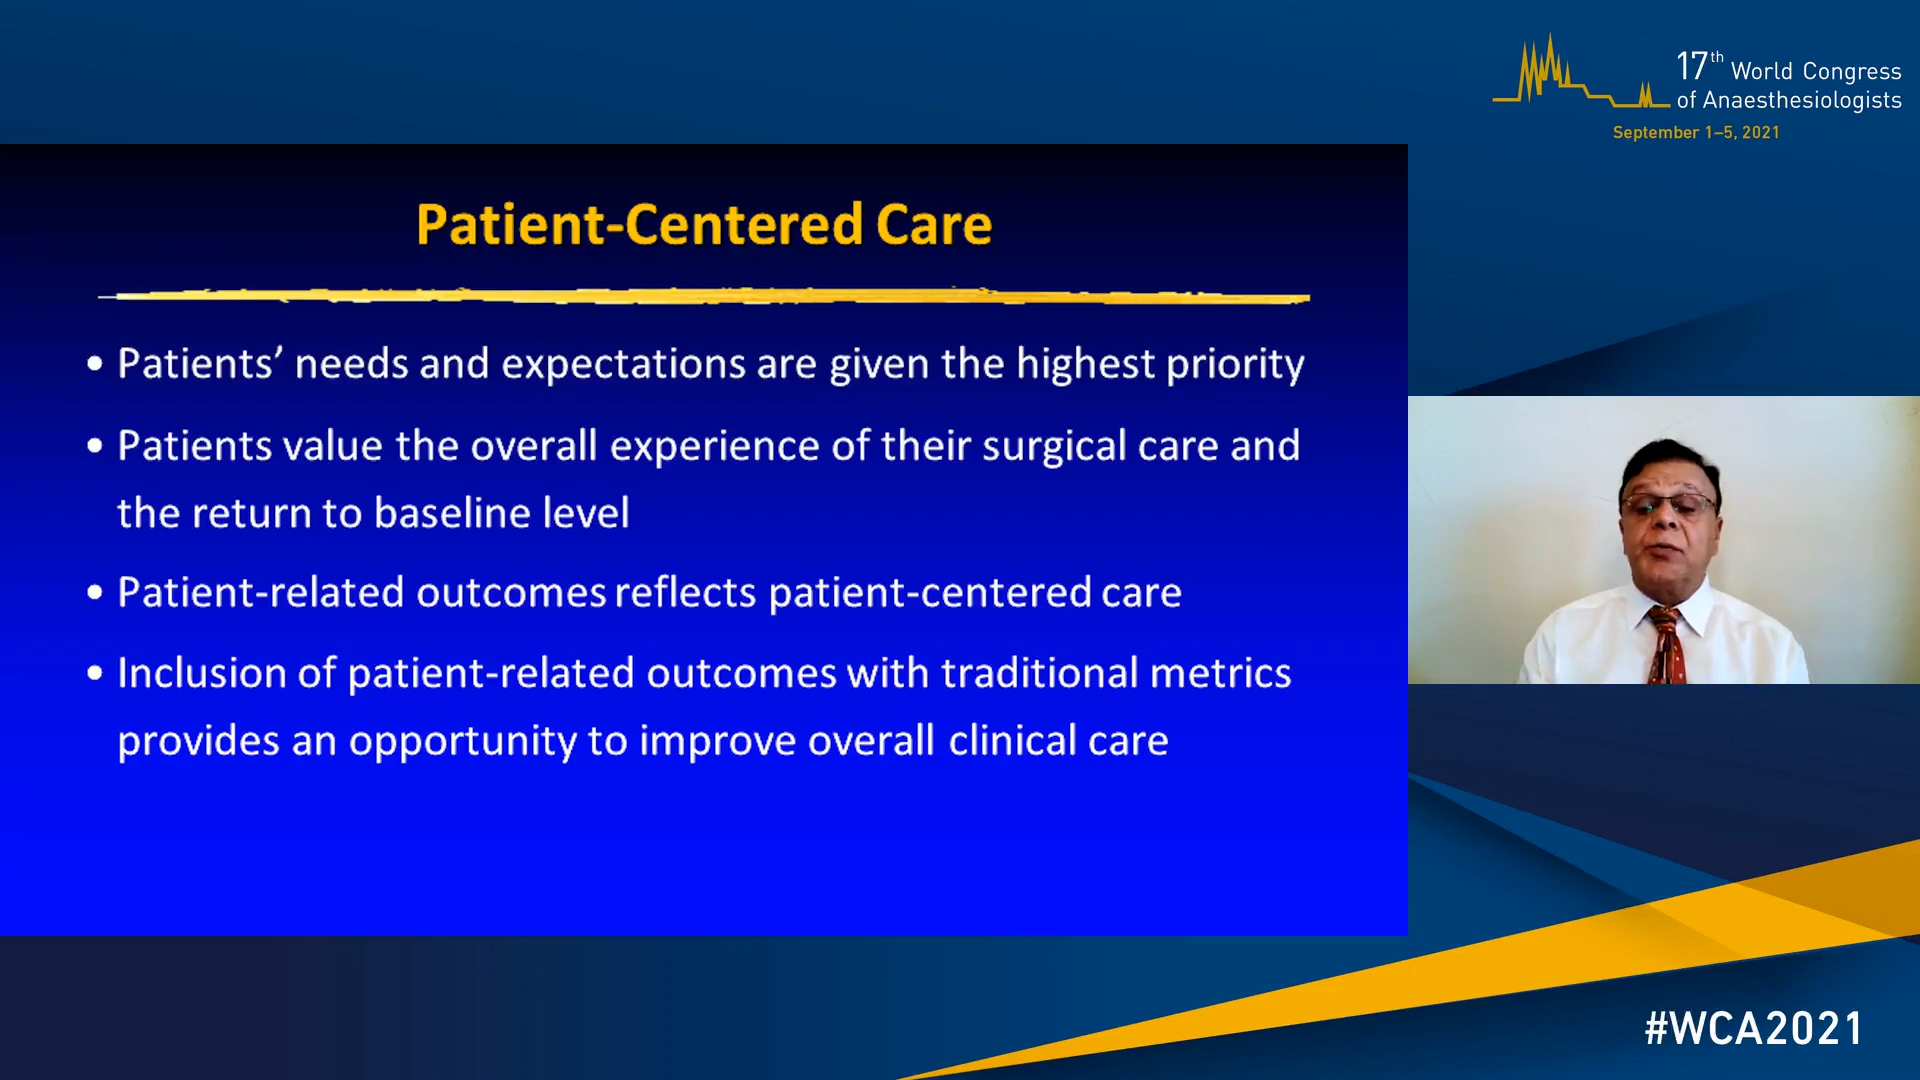 17th World Congress
of Anaesthesiologists
September 1–5, 2021
Patient-Centered Care
• Patients’ needs and expectations are given the highest priority
• Patients value the overall experience of their surgical care and
the return to baseline level
• Patient-related outcomes reflects patient-centered care
• Inclusion of patient-related outcomes with traditional metrics
provides an opportunity to improve overall clinical care
#WCA2021